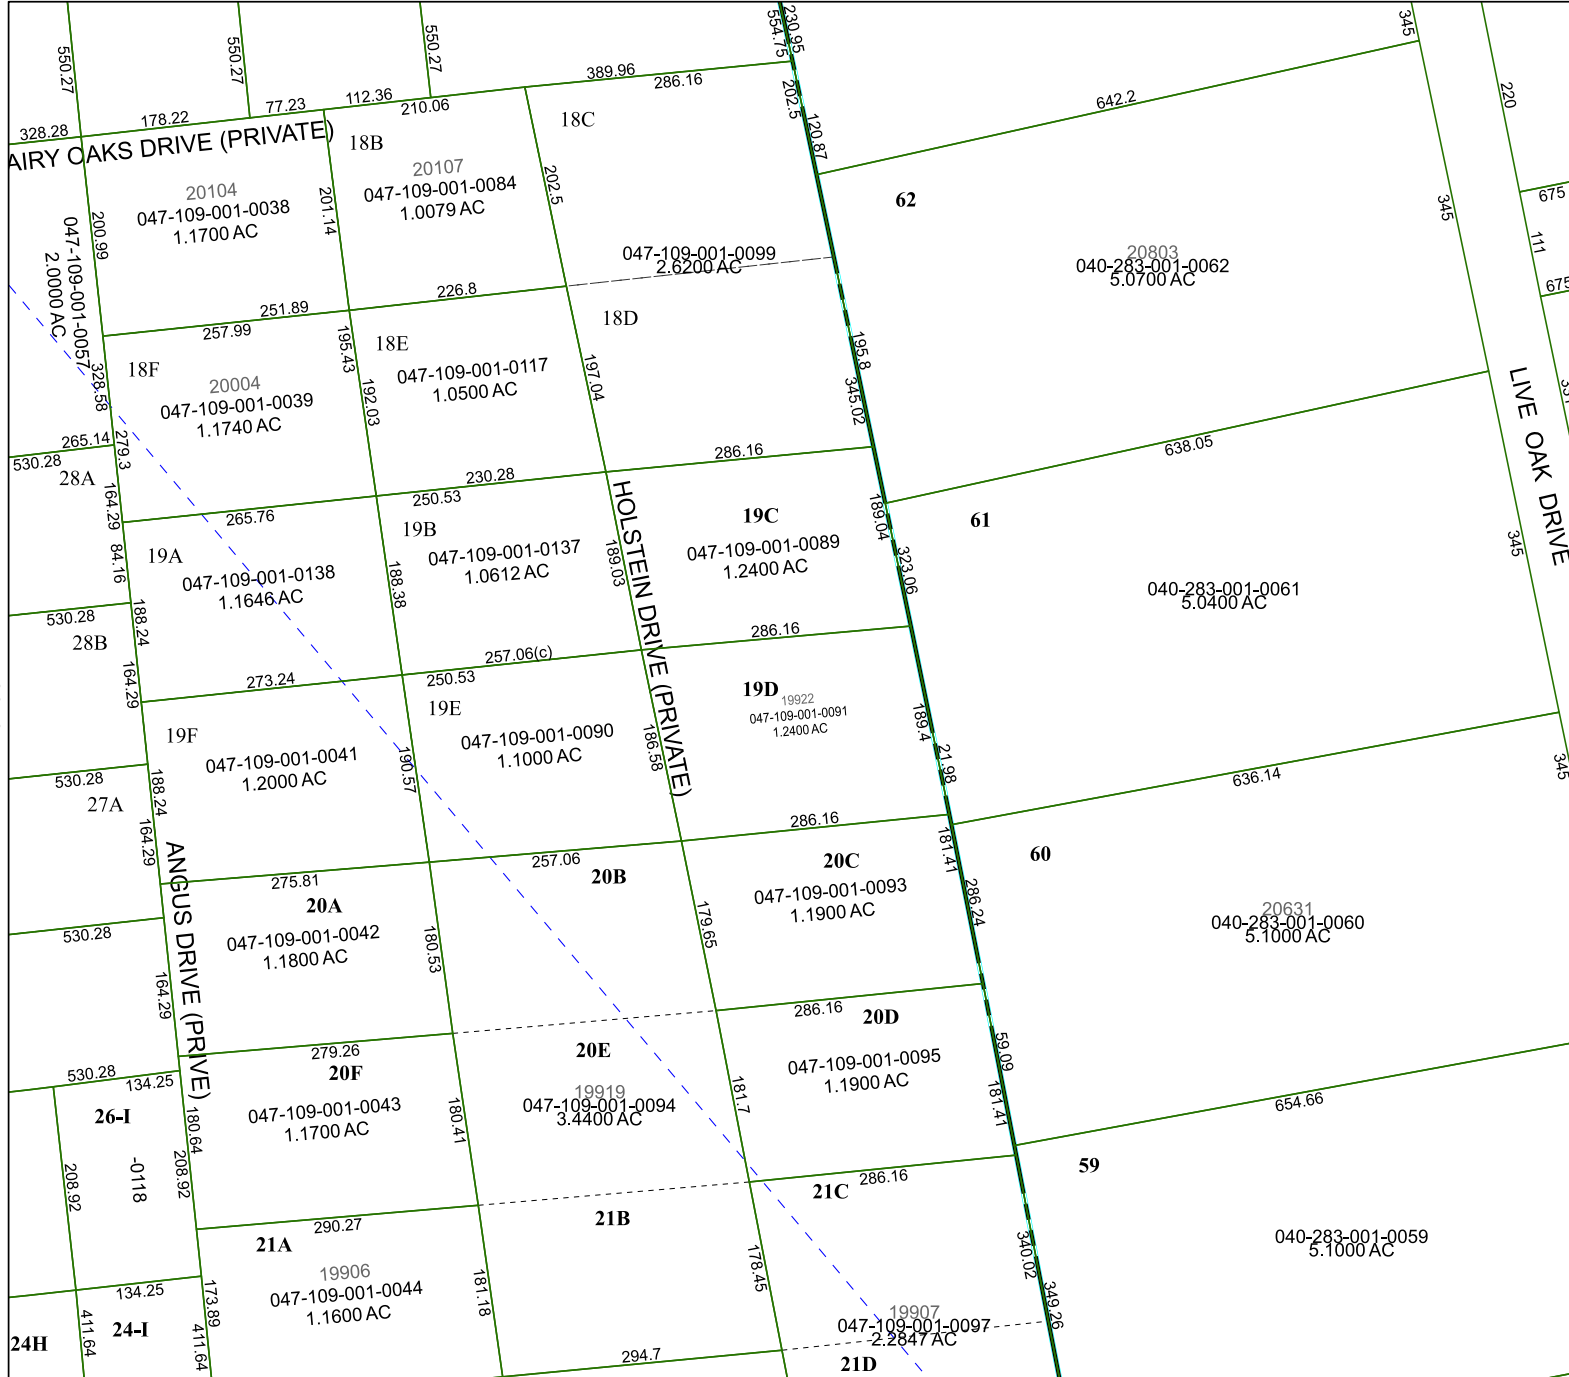 550.27
550.27
550.27
554.75
230.95
345
220
389.96
286.16
642.2
328.28
178.22
77.23
112.36
210.06
202.5
120.87
AIRY OAKS DRIVE (PRIVATE)
18B
18C
62
345
675
111
675
20104
047-109-001-0038
1.1700 AC
20107
047-109-001-0084
1.0079 AC
200.99
201.14
202.5
047-109-001-0057
2.0000 AC
047-109-001-0099
2.6200 AC
20803
040-283-001-0062
5.0700 AC
251.89
257.99
226.8
18D
18F
18E
328.58
195.43
192.03
197.04
195.8
345.02
20004
047-109-001-0039
1.1740 AC
047-109-001-0117
1.0500 AC
LIVE OAK DRIVE
265.14
530.28
28A
279.3
164.29
84.16
265.76
230.28
250.53
286.16
638.05
HOLSTEIN DRIVE (PRIVATE)
19A
19B
19C
61
189.04
323.06
345
047-109-001-0138
1.1646 AC
047-109-001-0137
1.0612 AC
047-109-001-0089
1.2400 AC
040-283-001-0061
5.0400 AC
188.38
189.03
530.28
28B
188.24
164.29
273.24
257.06(c)
250.53
286.16
19F
19E
19D
19922
047-109-001-0091
1.2400 AC
047-109-001-0041
1.2000 AC
047-109-001-0090
1.1000 AC
190.57
186.58
189.4
21.98
345
636.14
530.28
27A
188.24
164.29
275.81
257.06
286.16
181.41
60
ANGUS DRIVE (PRIVE)
20A
20B
20C
047-109-001-0042
1.1800 AC
047-109-001-0093
1.1900 AC
20631
040-283-001-0060
5.1000 AC
180.53
179.65
286.24
530.28
164.29
279.26
286.16
20F
20E
20D
59.09
181.41
530.28
134.25
26-I
-0118
208.92
180.64
208.92
047-109-001-0043
1.1700 AC
180.41
19919
047-109-001-0094
3.4400 AC
181.7
047-109-001-0095
1.1900 AC
654.66
59
290.27
286.16
21A
21B
21C
19906
047-109-001-0044
1.1600 AC
181.18
178.45
340.02
349.26
040-283-001-0059
5.1000 AC
134.25
173.89
411.64
411.64
24H
24-I
19907
047-109-001-0097
2.2847 AC
294.7
21D